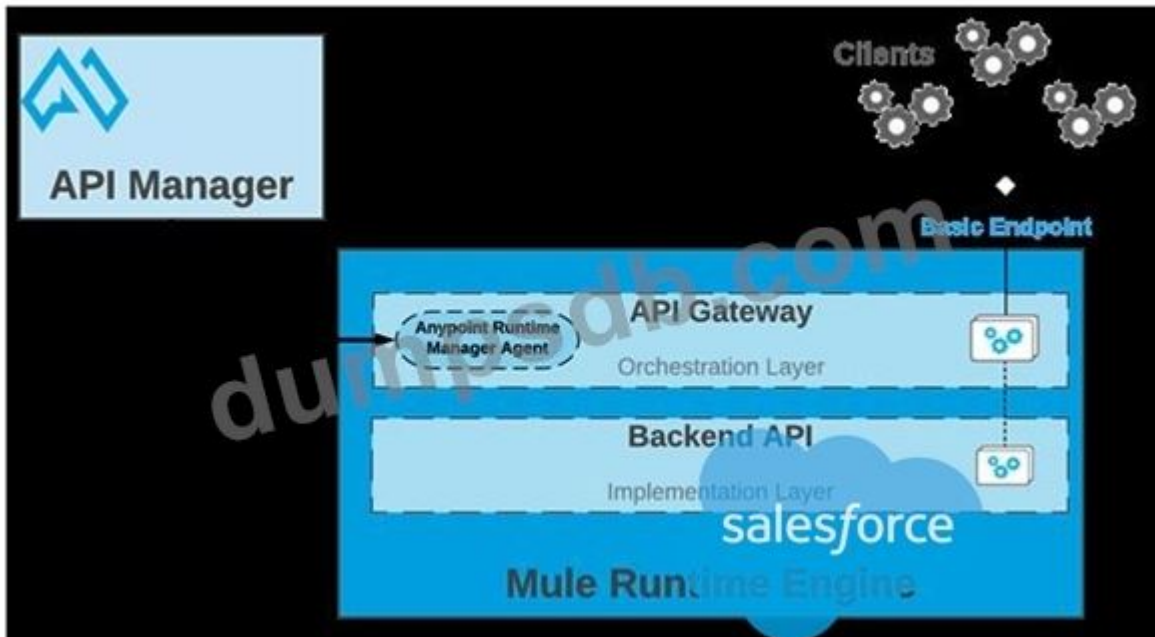 Clients
API Manager
Basic Endpoint
API Gateway
Anypoint Runtime
Manager Agent
Orchestration Layer
Backend API
Implementation Layer
salesforce
Mule Runtime Engine
dumpsdb.com